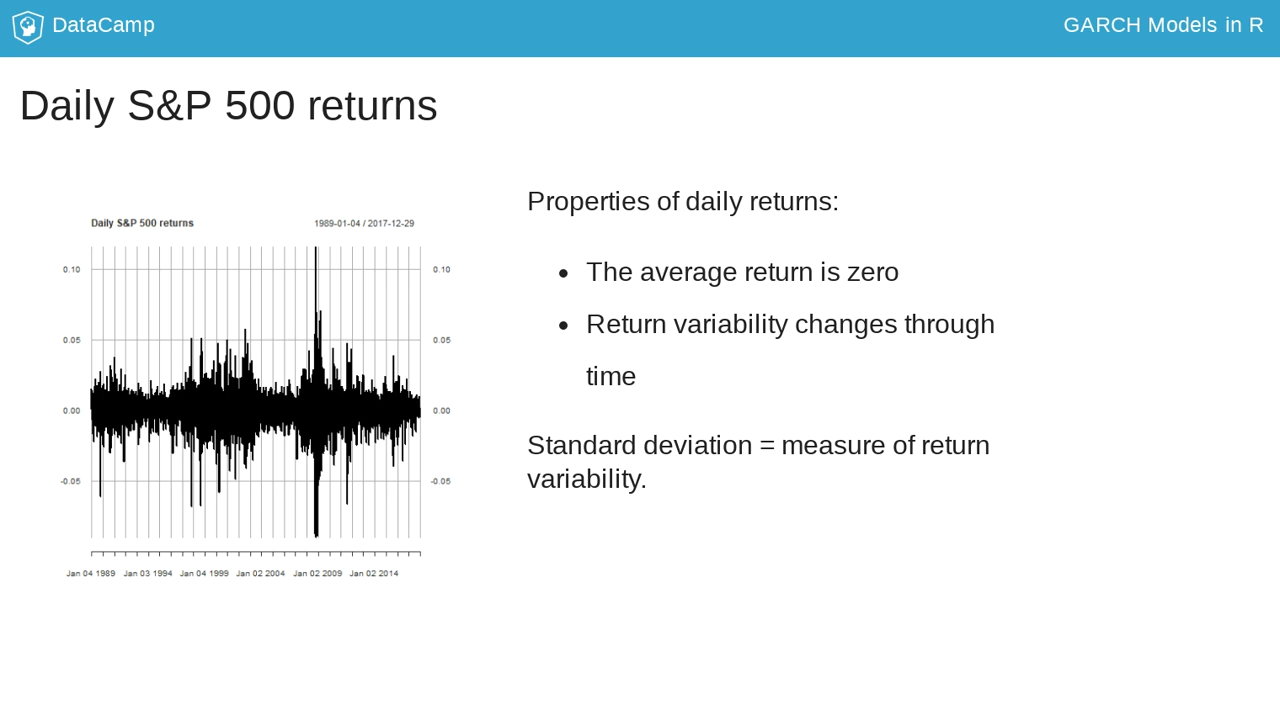 DataCamp
GARCH Models in R
Daily S&P 500 returns
Daily S&P 500 returns
1989-01-04 / 2017-12-29
0.10
0.10
0.05
0.05
0.00
0.00
-0.05
-0.05
Jan 04 1989 Jan 03 1994 Jan 04 1999 Jan 02 2004 Jan 02 2009 Jan 02 2014
Properties of daily returns:
• The average return is zero
• Return variability changes through
time
Standard deviation = measure of return
variability.